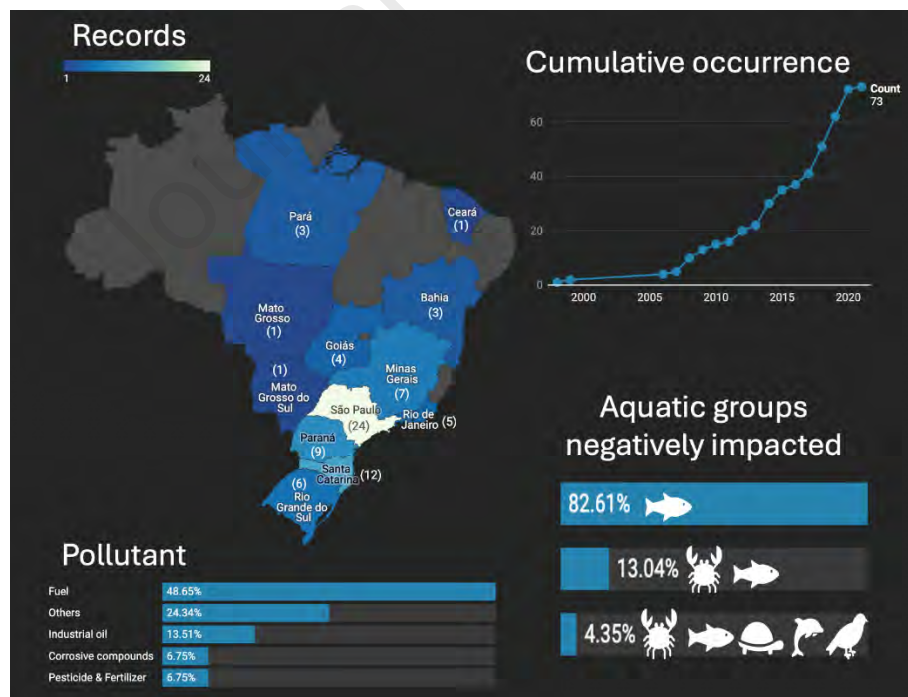 Records
1 24
Cumulative occurrence
Count
73
60
40
20
0
2000 2005 2010 2015 2020
Pará
(3)
Ceará
(1)
Mato
Grosso
(1)
Bahia
(3)
Goiás
(4)
(1)
Mato
Grosso do
Sul
Minas
Gerais
(7)
São Paulo
(24)
Rio de
Janeiro (5)
Paraná
(9)
Santa
Catarina (12)
(6)
Rio
Grande do
Sul
Aquatic groups
negatively impacted
82.61%
13.04%
4.35%
Pollutant
Fuel 48.65%
Others 24.34%
Industrial oil 13.51%
Corrosive compounds 6.75%
Pesticide & Fertilizer 6.75%